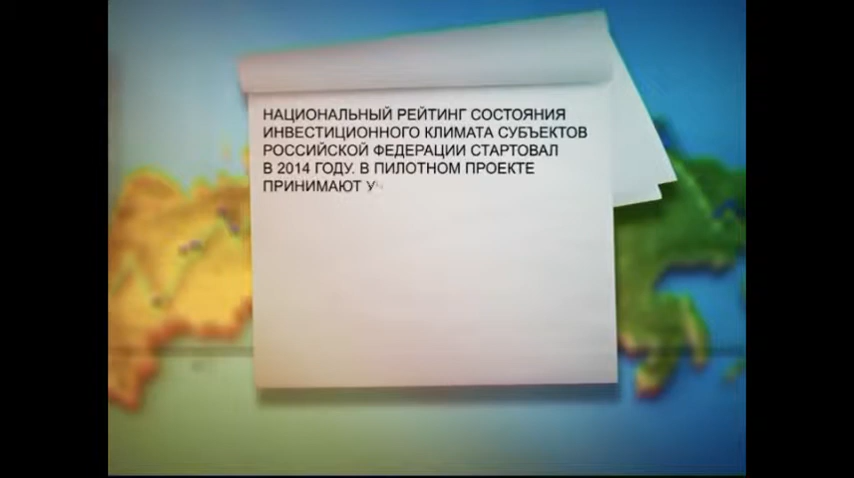 НАЦИОНАЛЬНЫЙ РЕЙТИНГ СОСТОЯНИЯ
ИНВЕСТИЦИОННОГО КЛИМАТА СУБЪЕКТОВ
РОССИЙСКОЙ ФЕДЕРАЦИИ СТАРТОВАЛ
В 2014 ГОДУ. В ПИЛОТНОМ ПРОЕКТЕ
ПРИНИМАЮТ